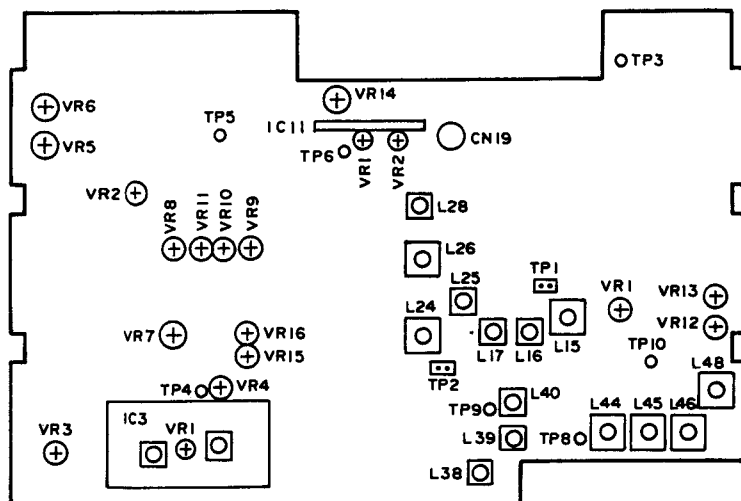 TP3
VR6
VR14
TP5
IC11
VR5
CN19
TP6
VR1
VR2
VR2
L28
VR8
VR11
VR10
VR9
L26
TP1
L25
VR1
VR13
L24
VR7
VR16
L17
L16
L15
VR12
VR15
TP10
TP2
L48
TP4
VR4
L40
TP9
L44
L45
L46
IC3
VR1
VR3
L39
TP8
L38